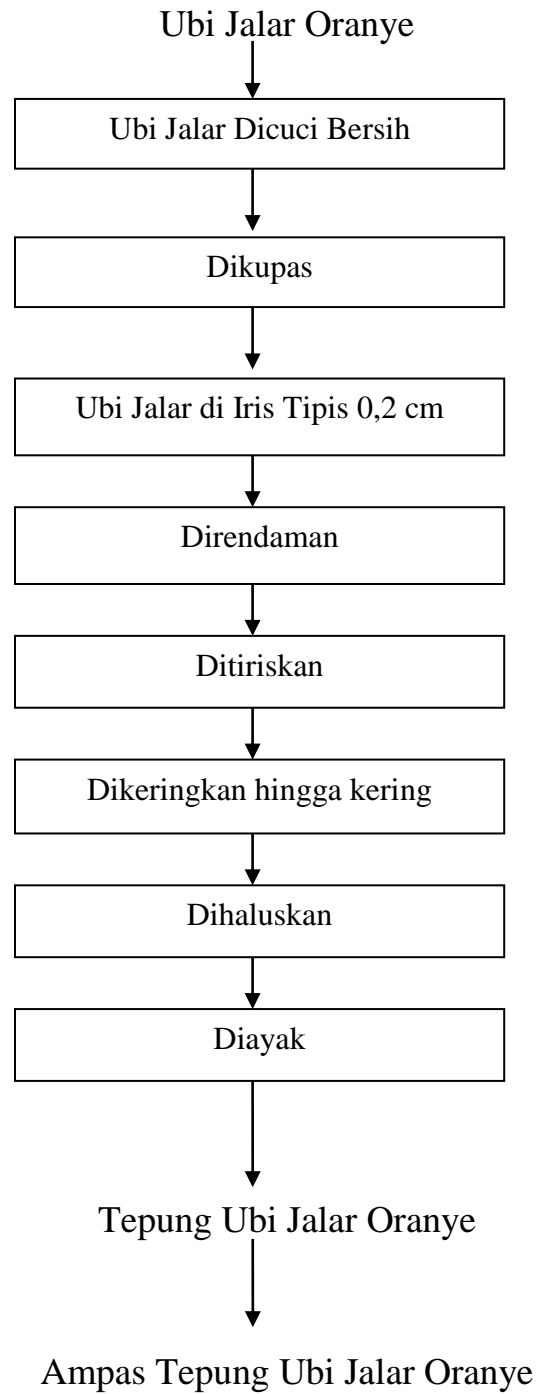 Ubi Jalar Oranye
Ubi Jalar Dicuci Bersih
Dikupas
Ubi Jalar di Iris Tipis 0,2 cm
Direndaman
Ditiriskan
Dikeringkan hingga kering
Dihaluskan
Diayak
Tepung Ubi Jalar Oranye
Ampas Tepung Ubi Jalar Oranye